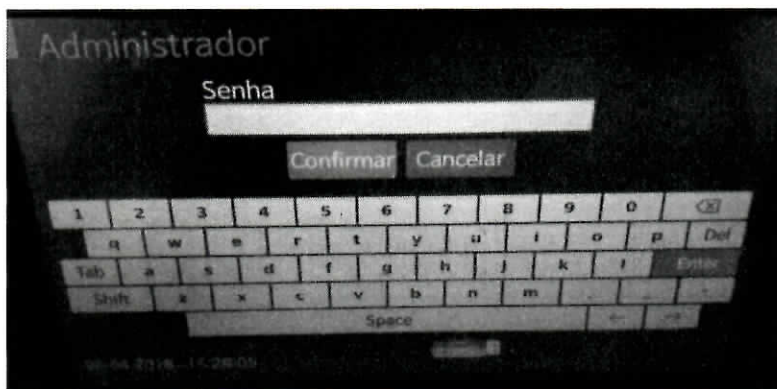 Administrador
Senha
Confirmar Cancelar
1 2 3 4 5 6 7 8 9 0
q w e r t y u i o p Del
Tab a s d f g h j k l Enter
Shift z x c v b n m . _ -
Space ← →